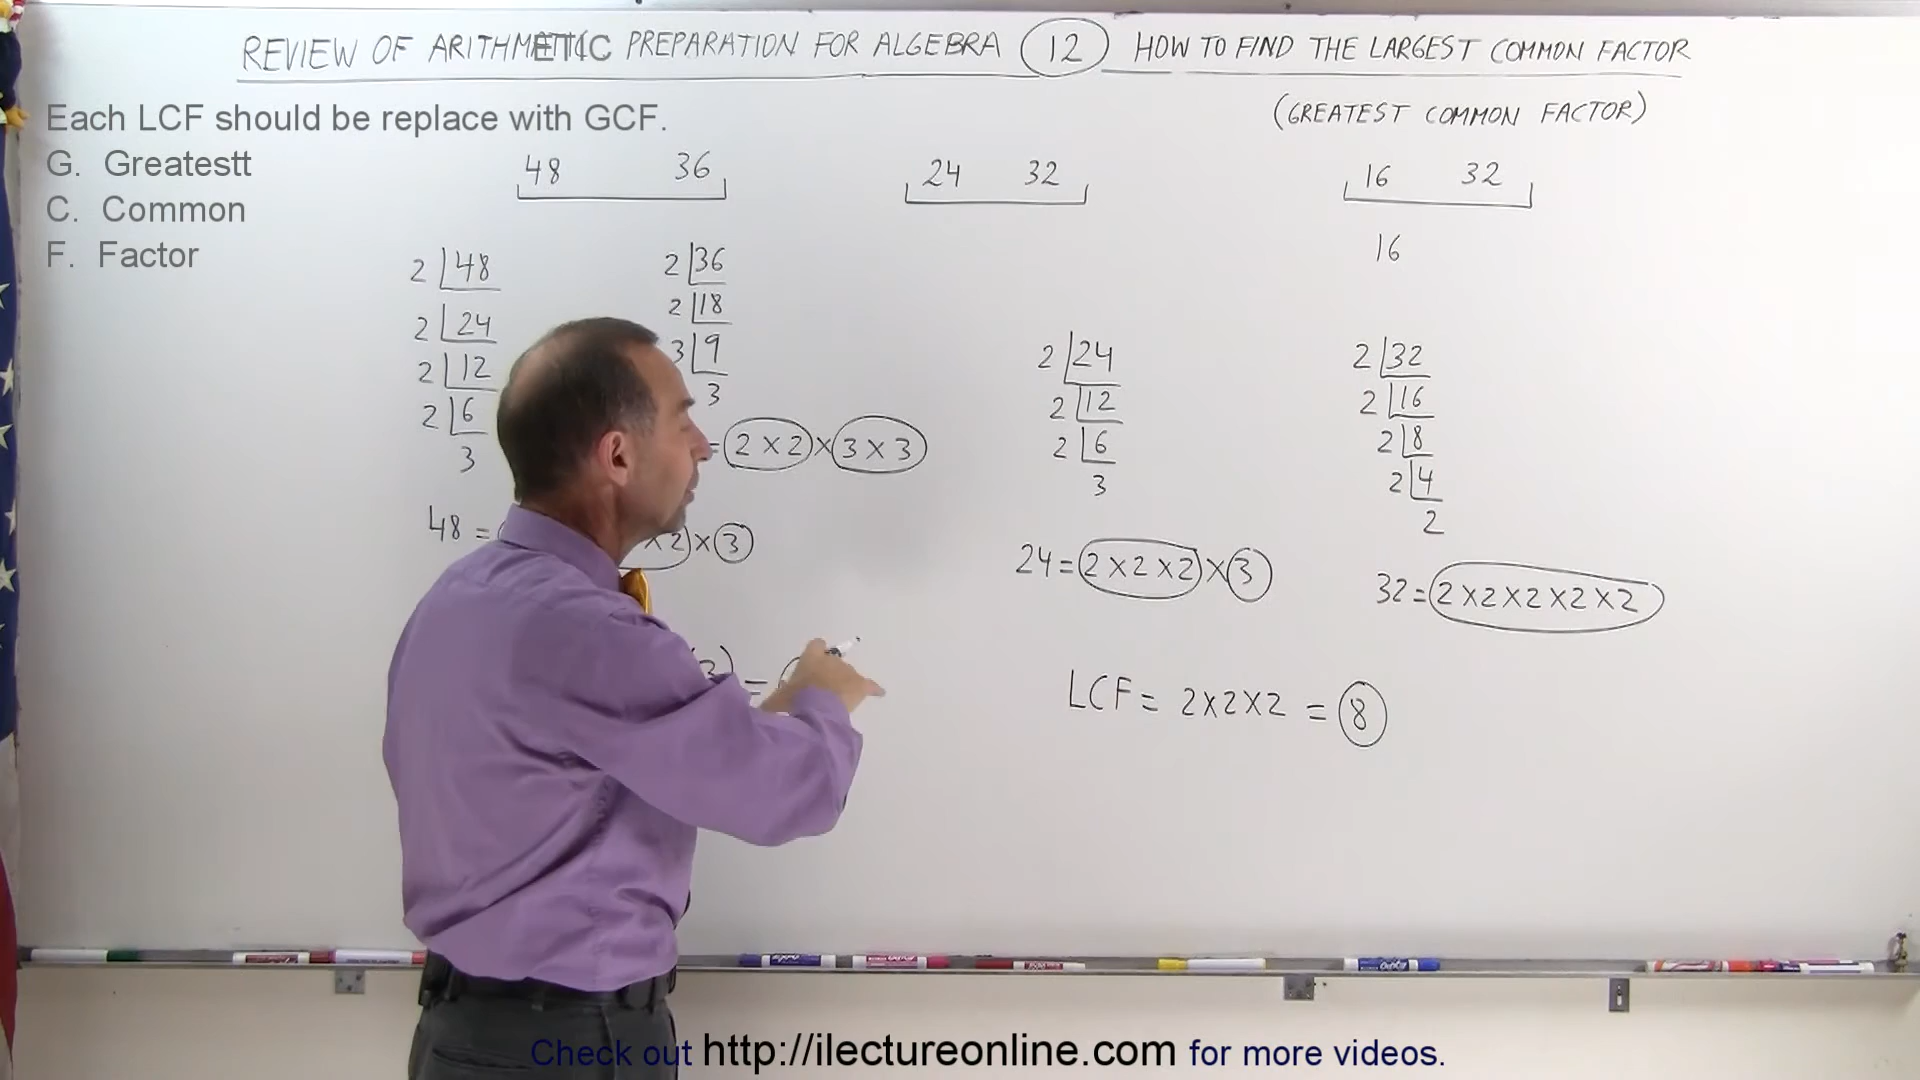 REVIEW OF ARITHMETIC PREPARATION FOR ALGEBRA 12 HOW TO FIND THE LARGEST COMMON FACTOR
(GREATEST COMMON FACTOR)
Each LCF should be replace with GCF.
G. Greatestt
C. Common
F. Factor
48 36
2 48
2 24
2 12
2 6
3
2 36
2 18
3 9
3
= 2 × 2 × 3 × 3
48 = × 2 × 3
3) =
24 32
2 24
2 12
2 6
3
24 = 2 × 2 × 2 × 3
16 32
16
2 32
2 16
2 8
2 4
2
32 = 2 × 2 × 2 × 2 × 2
LCF = 2×2×2 = 8
Check out http://ilectureonline.com for more videos.